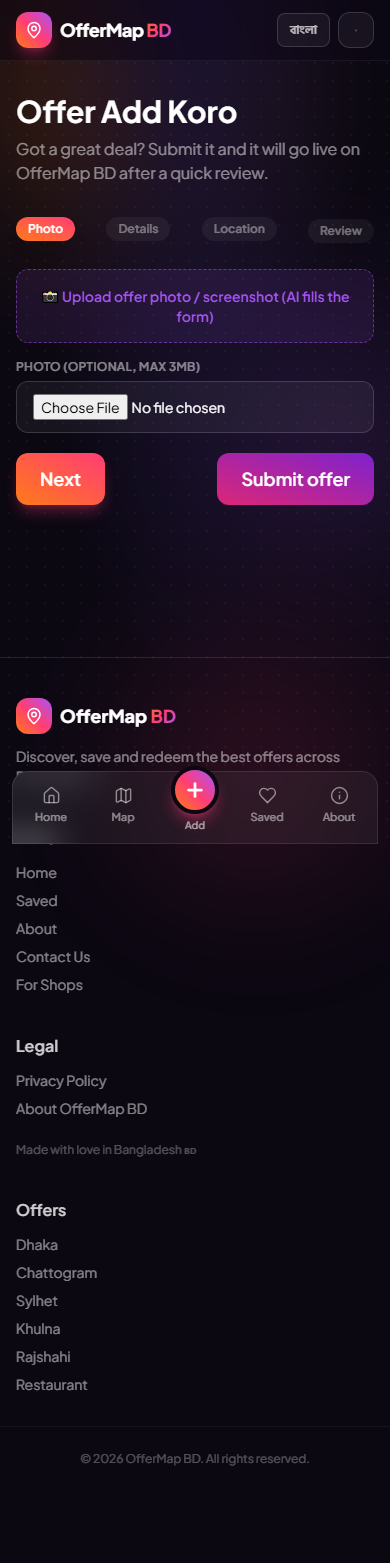 OfferMap BD
বাংলা
Offer Add Koro
Got a great deal? Submit it and it will go live on
OfferMap BD after a quick review.
Photo
Details
Location
Review
📸 Upload offer photo / screenshot (AI fills the
form)
PHOTO (OPTIONAL, MAX 3MB)
Choose File No file chosen
Next
Submit offer
OfferMap BD
Discover, save and redeem the best offers across
Home
Map
Add
Saved
About
Home
Saved
About
Contact Us
For Shops
Legal
Privacy Policy
About OfferMap BD
Made with love in Bangladesh BD
Offers
Dhaka
Chattogram
Sylhet
Khulna
Rajshahi
Restaurant
© 2026 OfferMap BD. All rights reserved.